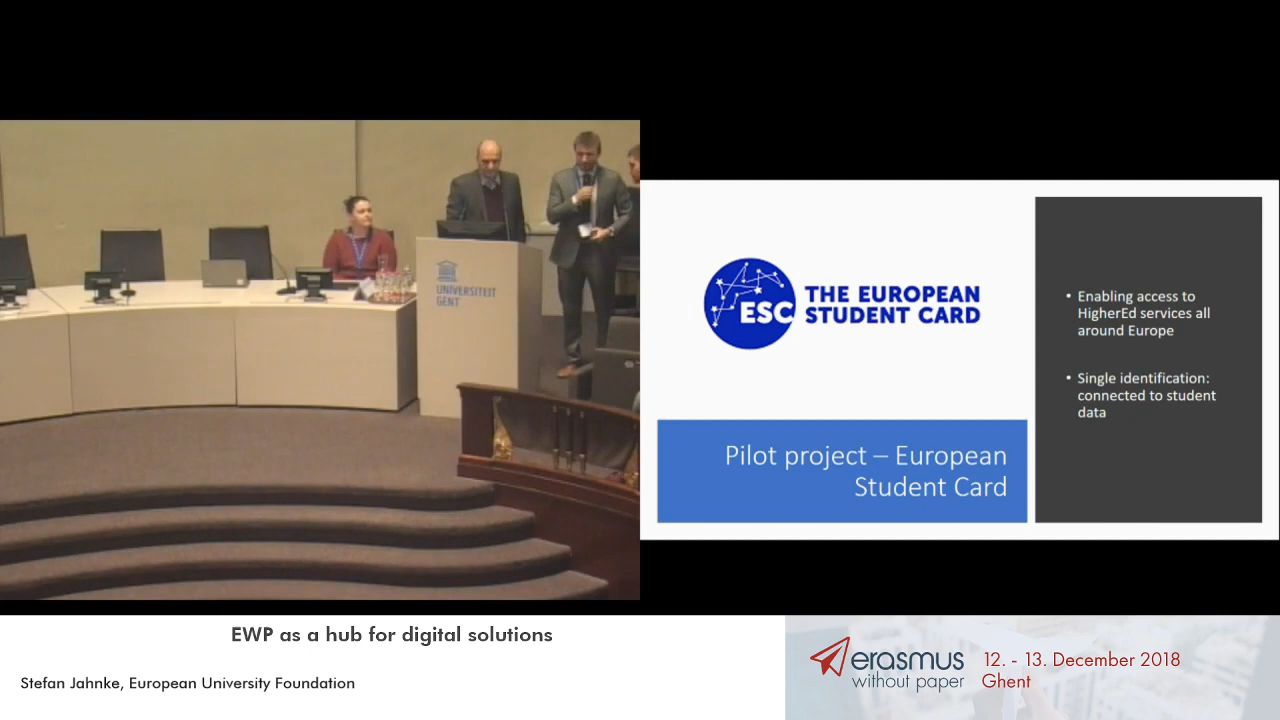 UNIVERSITEIT
GENT
ESC
THE EUROPEAN
STUDENT CARD
Pilot project – European
Student Card
• Enabling access to
HigherEd services all
around Europe
• Single identification:
connected to student
data
EWP as a hub for digital solutions
Stefan Jahnke, European University Foundation
erasmus
without paper
12. - 13. December 2018
Ghent